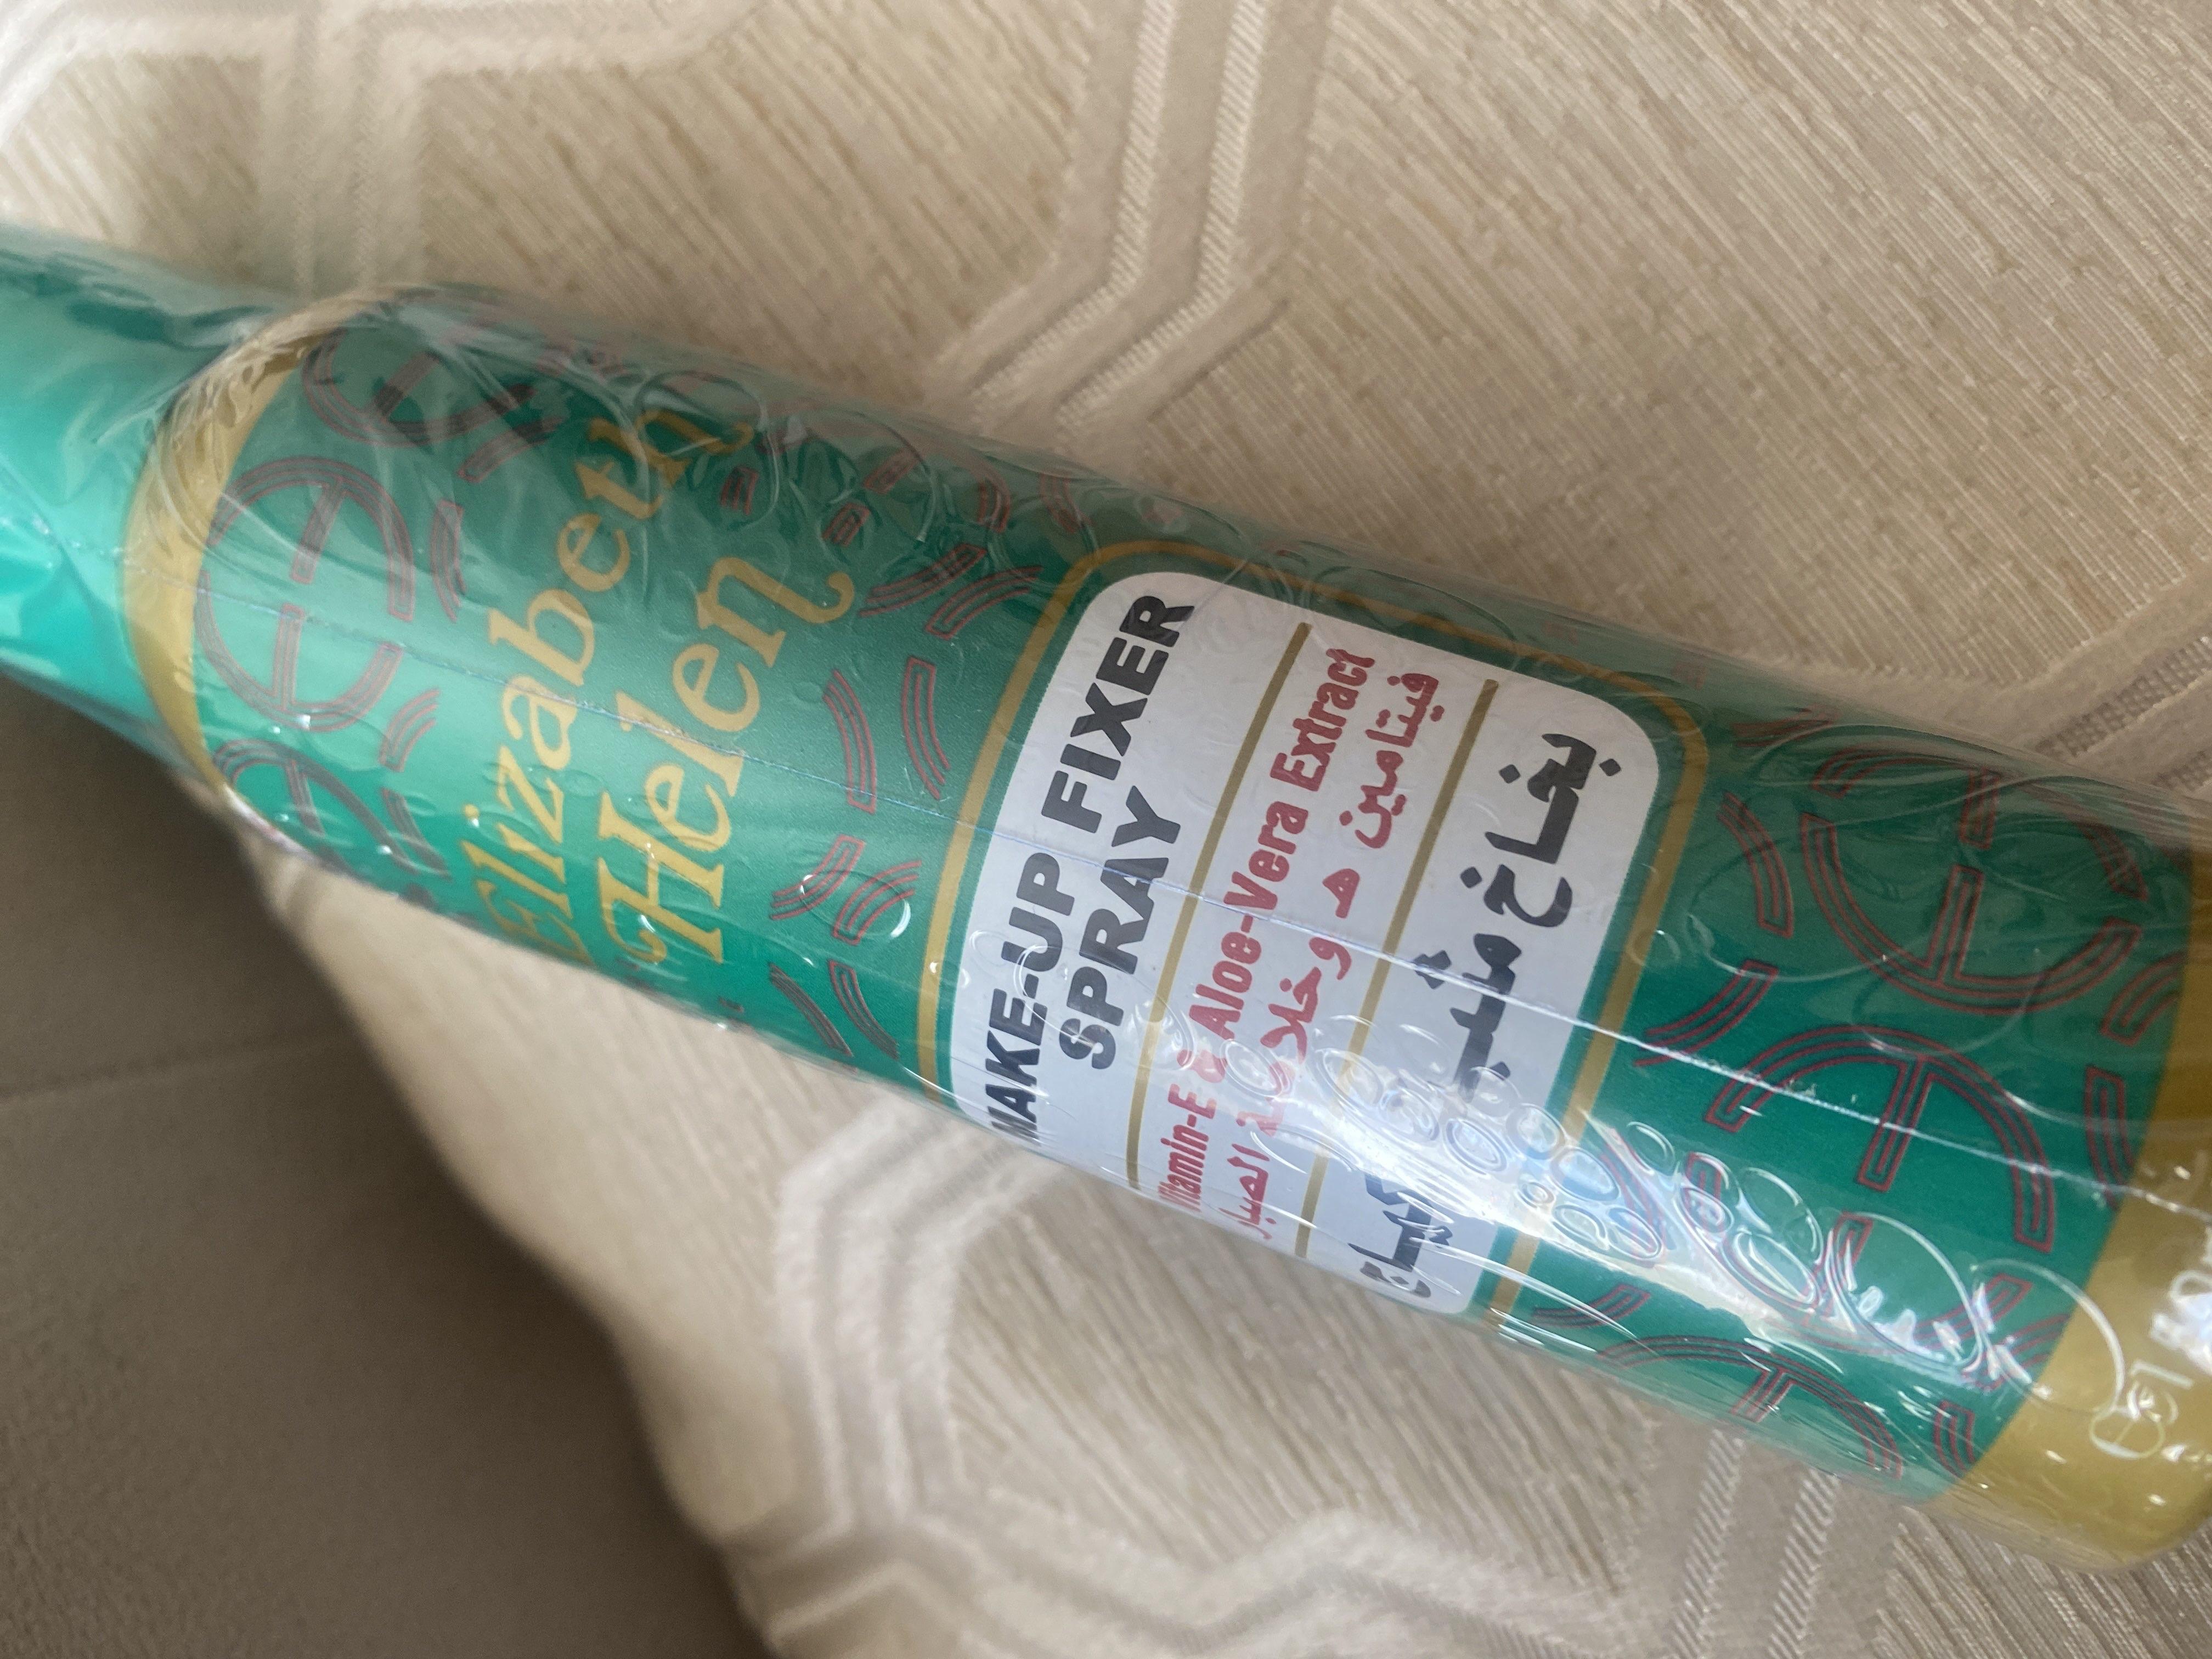 Elizabeth
Helen
MAKE-UP FIXER
SPRAY
Vitamin-E & Aloe-Vera Extract
فيتامين هـ وخلاصة الصبار
بخاخ مثبت